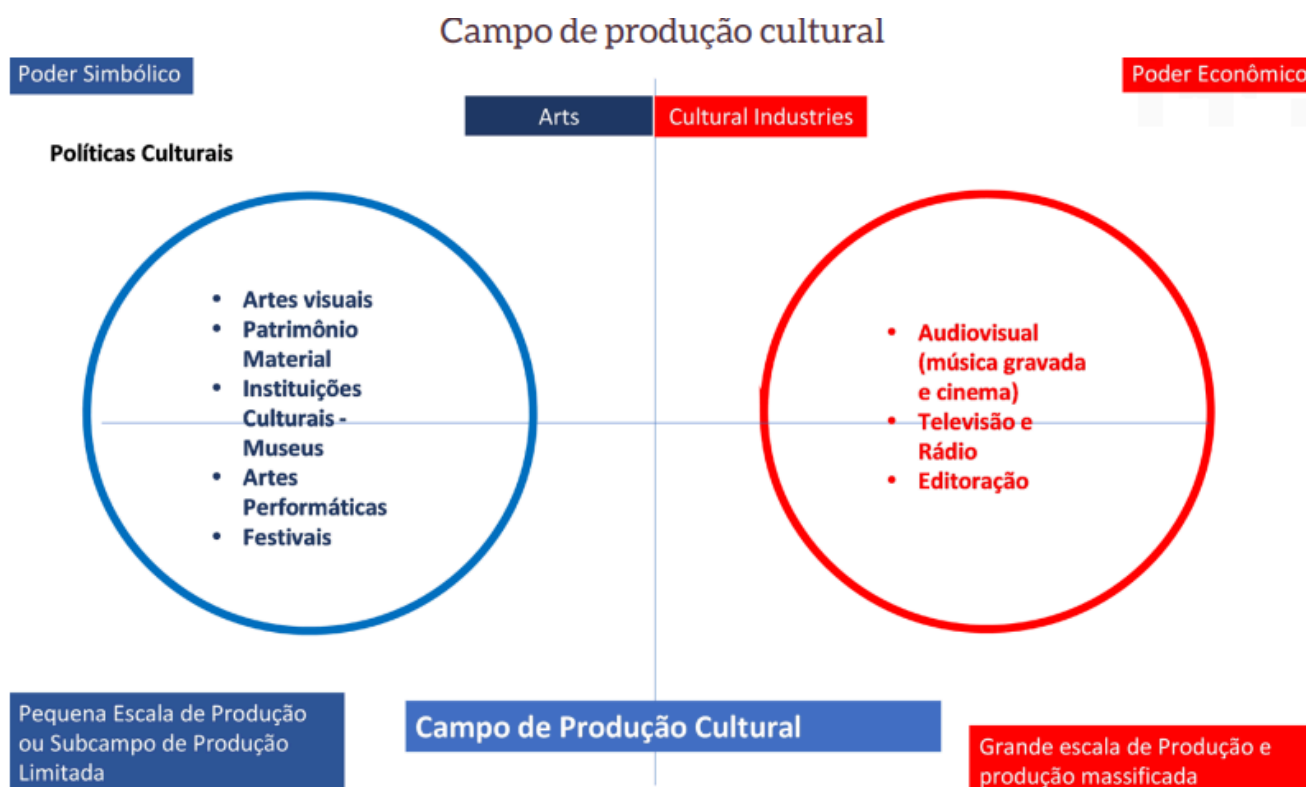 Campo de produção cultural
Poder Simbólico
Poder Econômico
Arts
Cultural Industries
Políticas Culturais
• Artes visuais
• Patrimônio
Material
• Instituições
Culturais -
Museus
• Artes
Performáticas
• Festivais
• Audiovisual
(música gravada
e cinema)
• Televisão e
Rádio
• Editoração
Pequena Escala de Produção
ou Subcampo de Produção
Limitada
Campo de Produção Cultural
Grande escala de Produção e
produção massificada